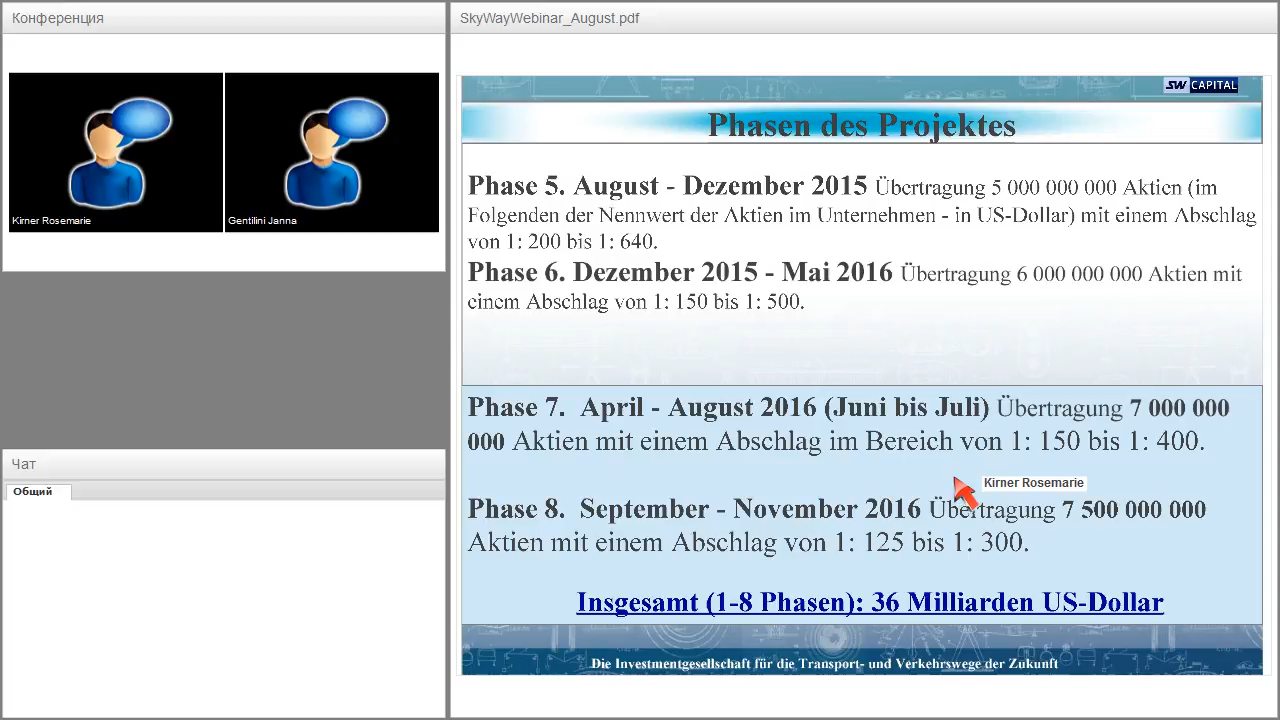 Конференция
Kirner Rosemarie
Gentilini Janna
Чат
Общий
SkyWayWebinar_August.pdf
SW CAPITAL
Phasen des Projektes
Phase 5. August - Dezember 2015 Übertragung 5 000 000 000 Aktien (im
Folgenden der Nennwert der Aktien im Unternehmen - in US-Dollar) mit einem Abschlag
von 1: 200 bis 1: 640.
Phase 6. Dezember 2015 - Mai 2016 Übertragung 6 000 000 000 Aktien mit
einem Abschlag von 1: 150 bis 1: 500.
Phase 7. April - August 2016 (Juni bis Juli) Übertragung 7 000 000
000 Aktien mit einem Abschlag im Bereich von 1: 150 bis 1: 400.
Kirner Rosemarie
Phase 8. September - November 2016 Übertragung 7 500 000 000
Aktien mit einem Abschlag von 1: 125 bis 1: 300.
Insgesamt (1-8 Phasen): 36 Milliarden US-Dollar
Die Investmentgesellschaft für die Transport- und Verkehrswege der Zukunft